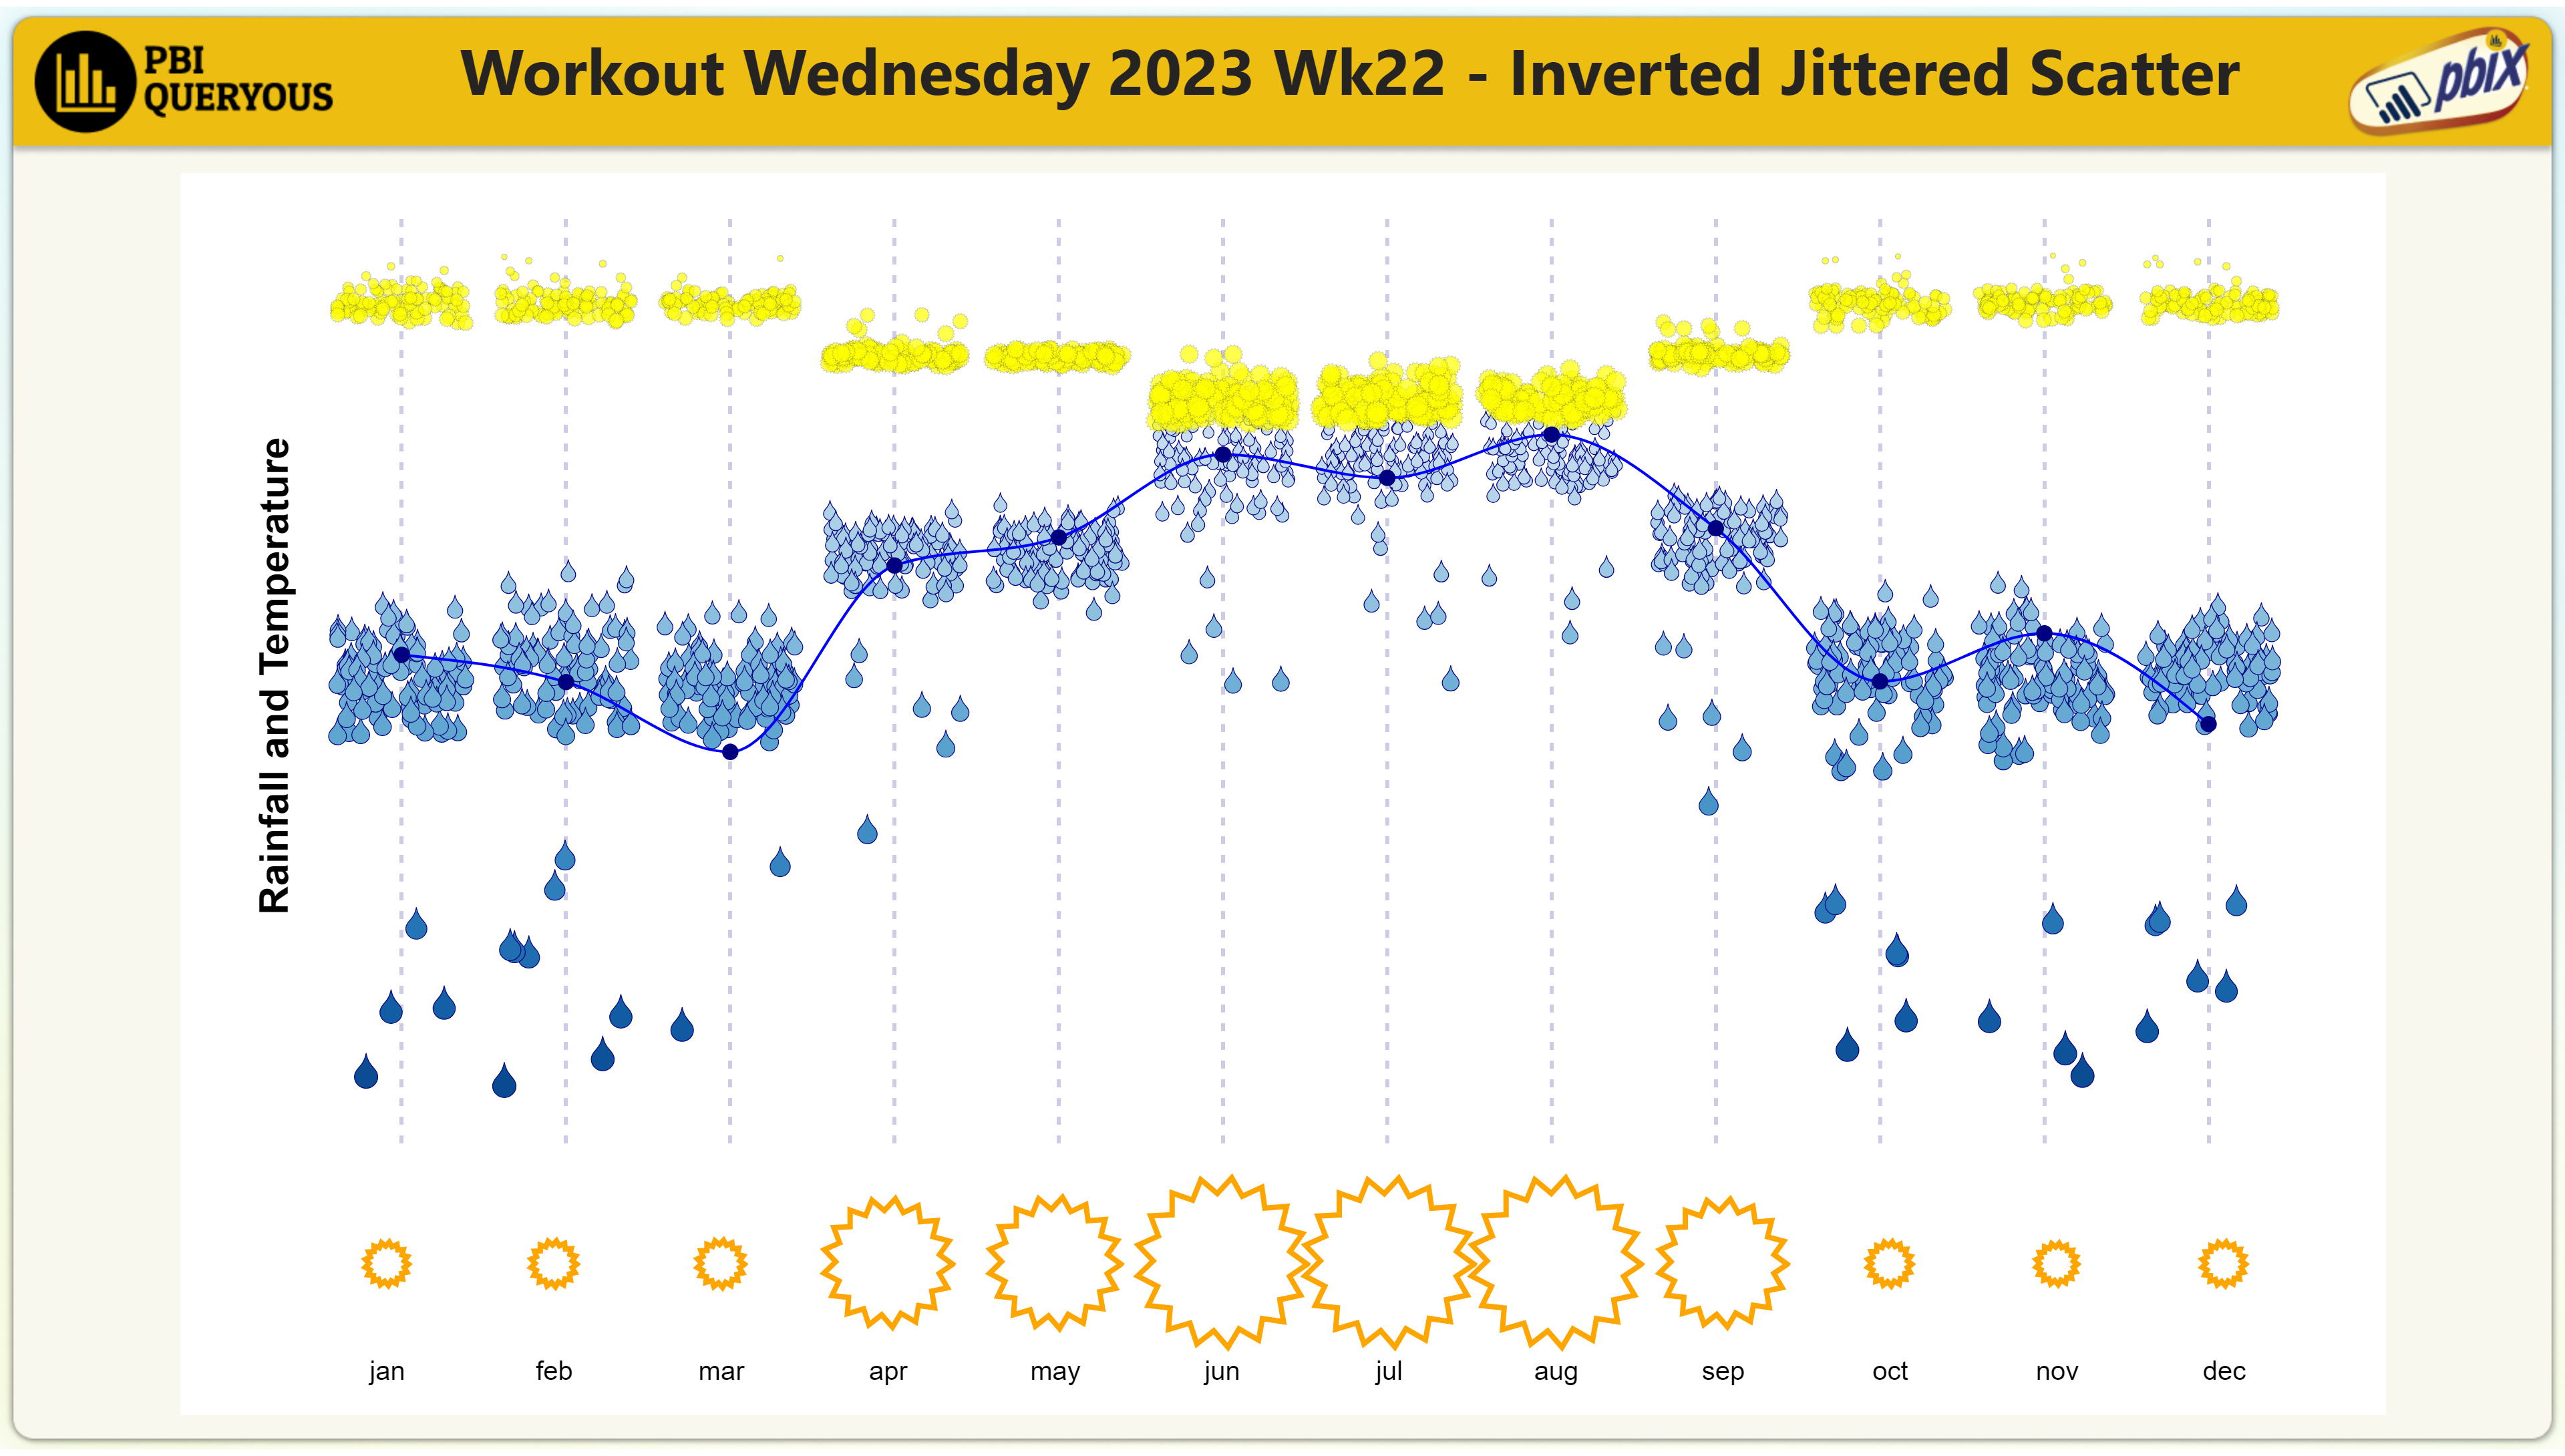 PBI
QUERYOUS
Workout Wednesday 2023 Wk22 - Inverted Jittered Scatter
pbix
Rainfall and Temperature
jan feb mar apr may jun jul aug sep oct nov dec